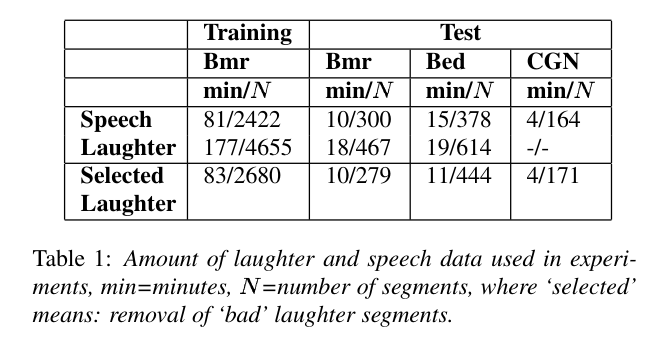 Training Test
Bmr Bmr Bed CGN
min/N min/N min/N min/N
Speech 81/2422 10/300 15/378 4/164
Laughter 177/4655 18/467 19/614 -/-
Selected 83/2680 10/279 11/444 4/171
Laughter
Table 1: Amount of laughter and speech data used in experi-
ments, min=minutes, N=number of segments, where ‘selected’
means: removal of ‘bad’ laughter segments.